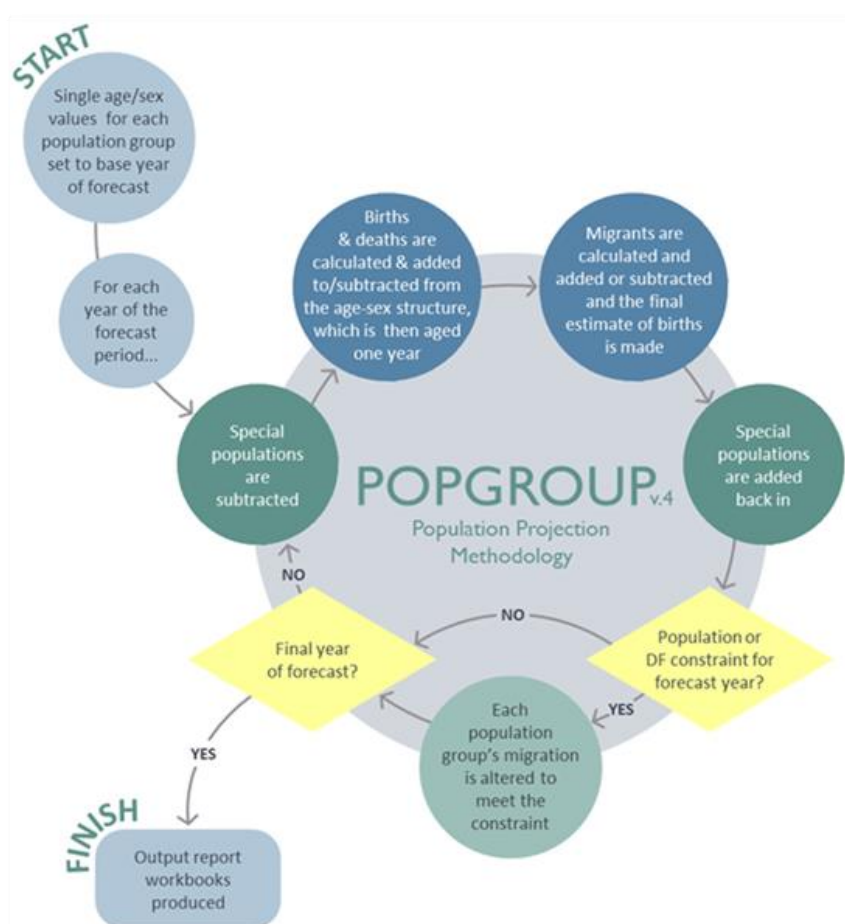 START
Single age/sex
values for each
population group
set to base year
of forecast
For each
year of the
forecast
period...
Special
populations
are
subtracted
Births
& deaths are
calculated & added
to/subtracted from
the age-sex structure,
which is then aged
one year
Migrants are
calculated and
added or subtracted
and the final
estimate of births
is made
Special
populations
are added
back in
POPGROUP v.4
Population Projection
Methodology
Population or
DF constraint for
forecast year?
NO
YES
Each
population
group's migration
is altered to
meet the
constraint
Final year
of forecast?
NO
YES
FINISH
Output report
workbooks
produced